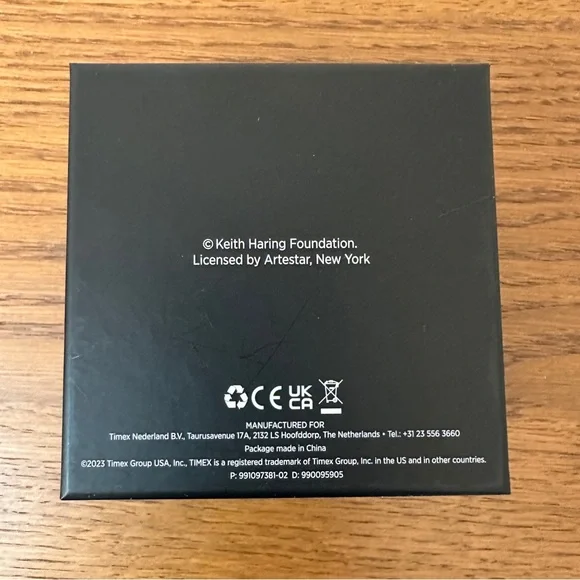 © Keith Haring Foundation.
Licensed by Artestar, New York
CE UK CA
MANUFACTURED FOR
Timex Nederland B.V., Taurusavenue 17A, 2132 LS Hoofddorp, The Netherlands • Tel.: +31 23 556 3660
Package made in China
©2023 Timex Group USA, Inc., TIMEX is a registered trademark of Timex Group, Inc. in the US and in other countries.
P: 991097381-02 D: 990095905